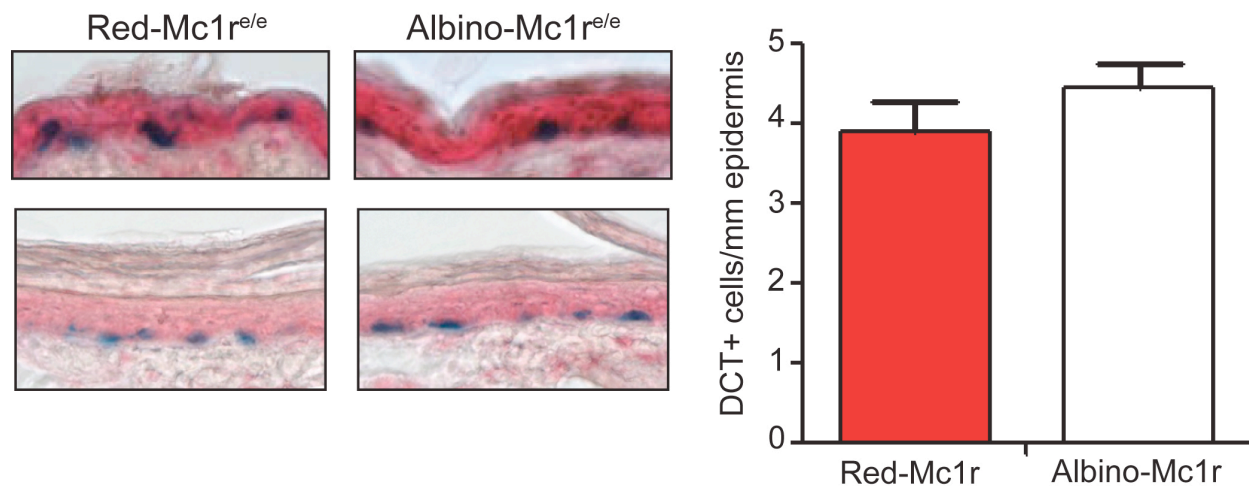 Red-Mc1r^e/e
Albino-Mc1r^e/e
DCT+ cells/mm epidermis
5
4
3
2
1
0
Red-Mc1r
Albino-Mc1r